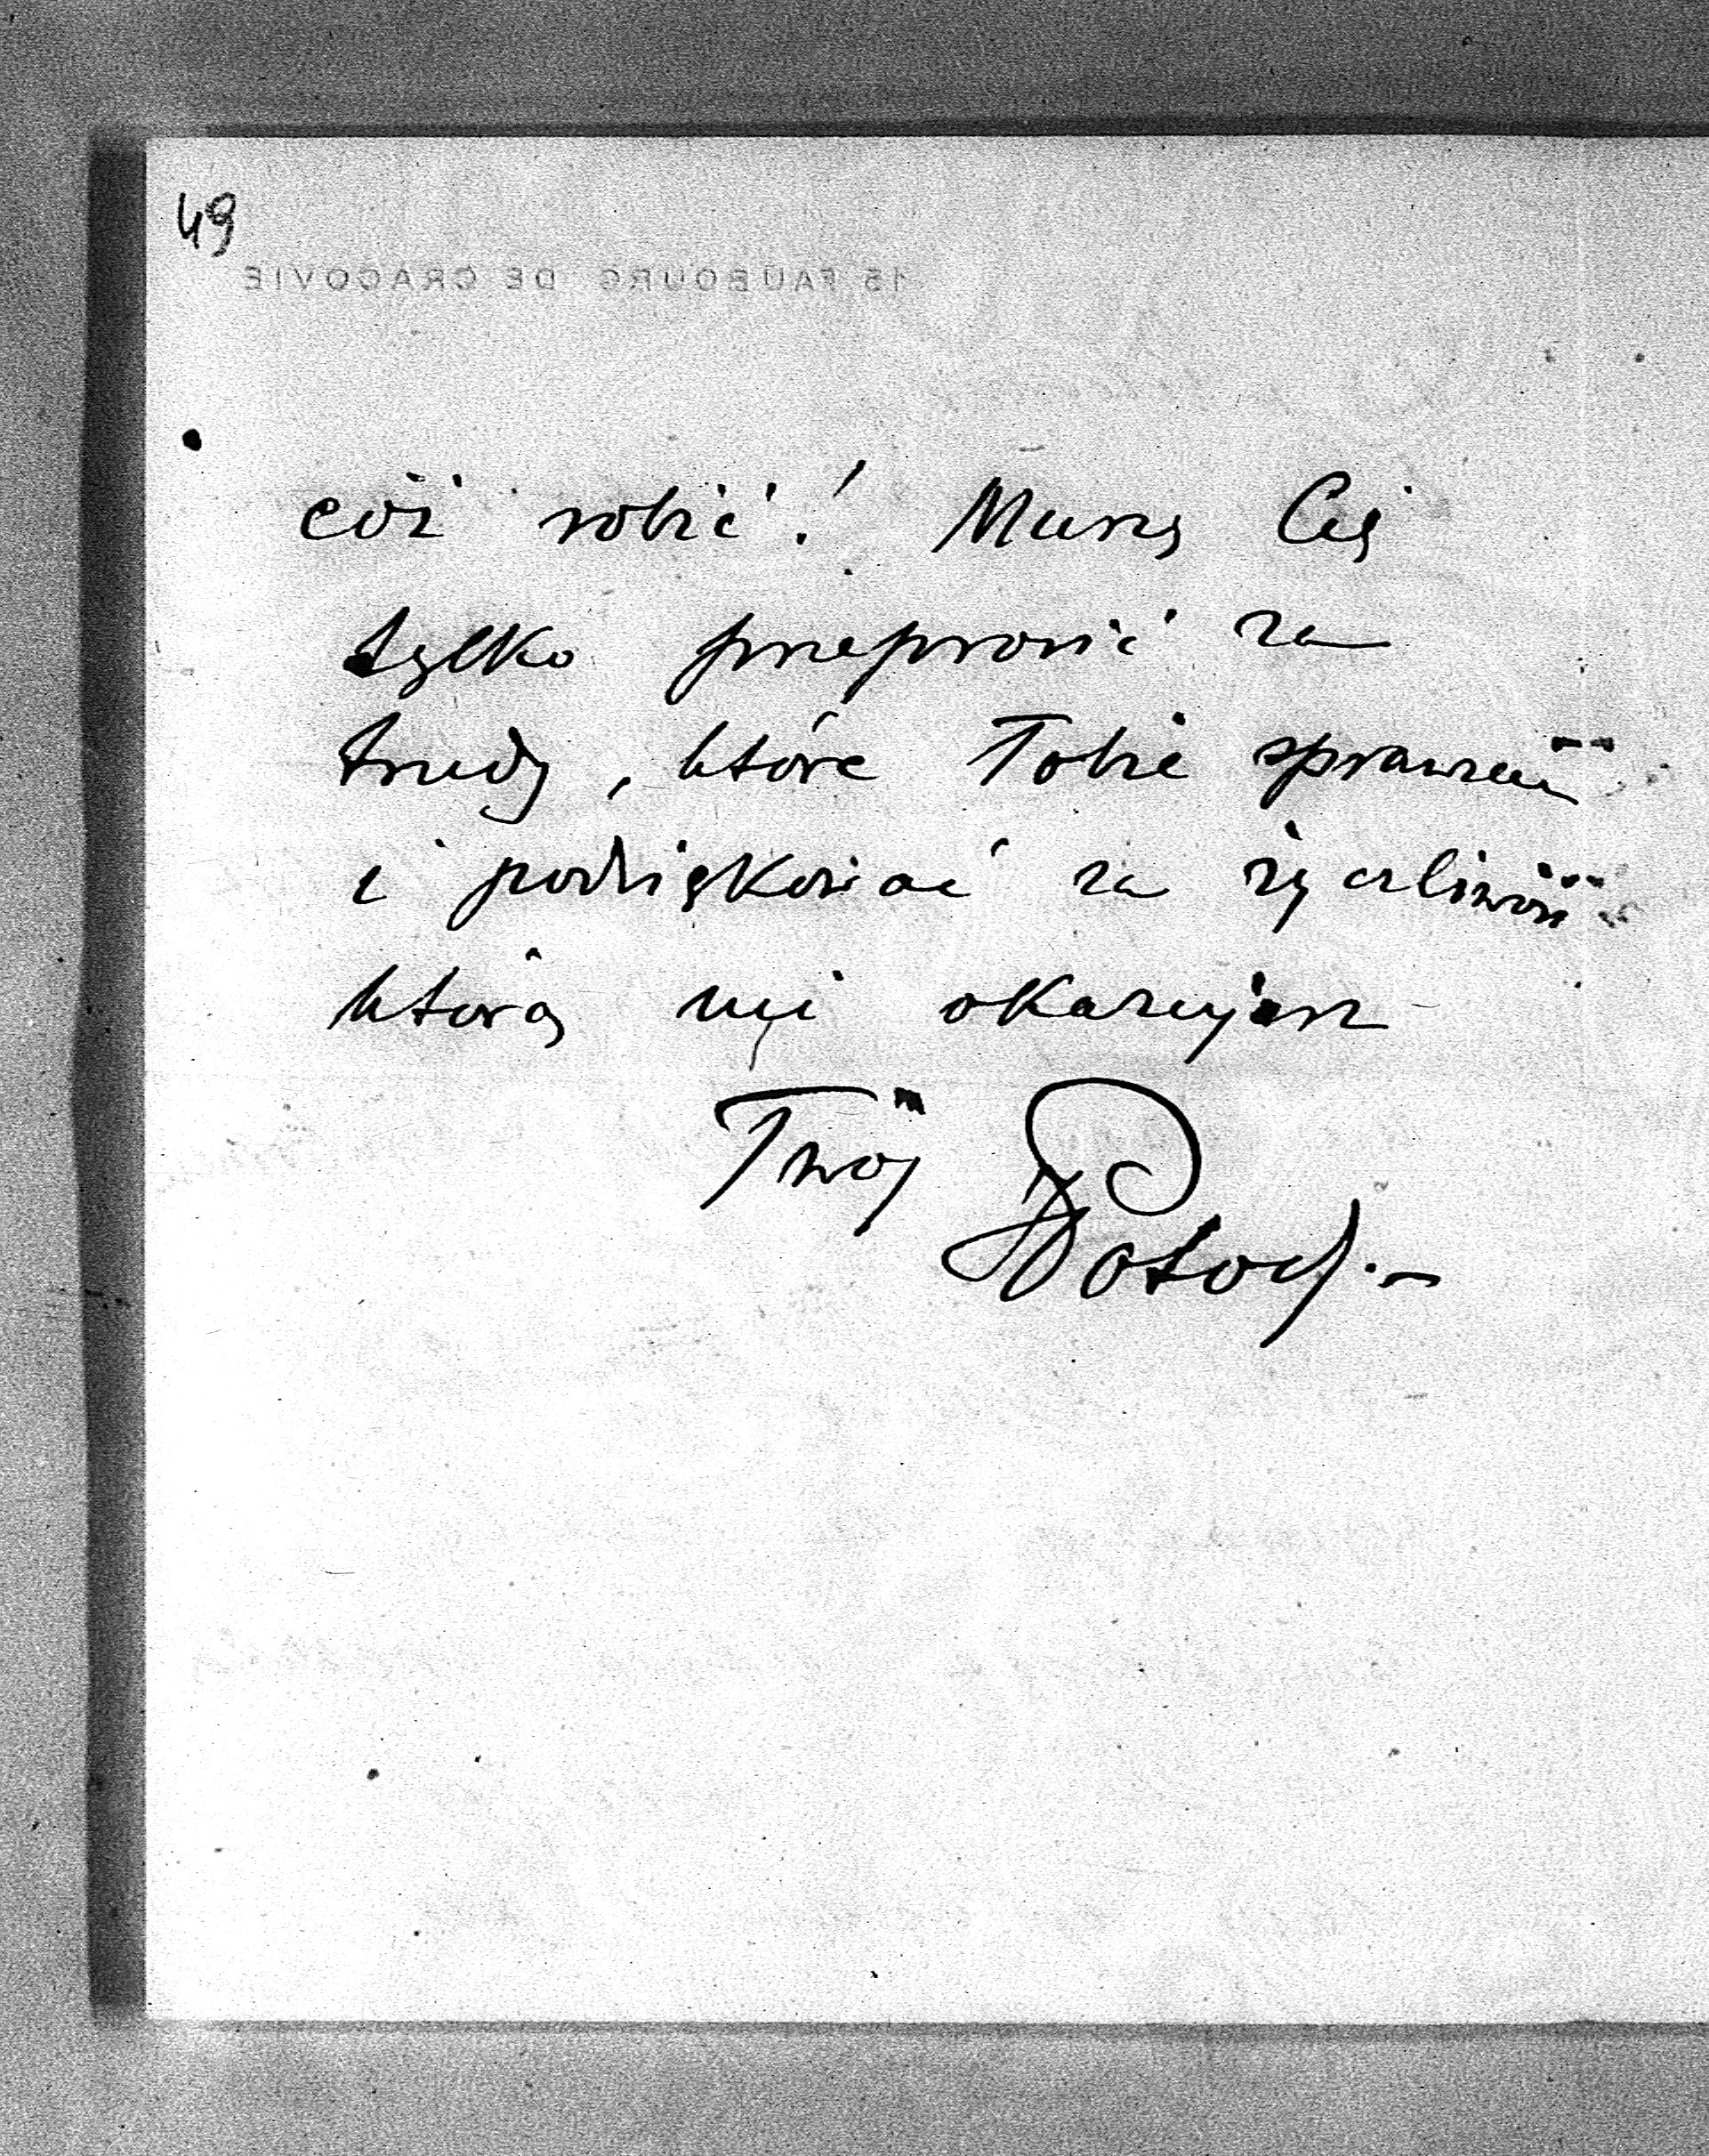 49
15 FAUBOURG DE CRACOVIE
cóż robić! Muszę Cię
tylko przeprosić za
trudy, które Tobie sprawiam
i podziękować za życzliwość
którą mi okazujesz
Twój
Potocki